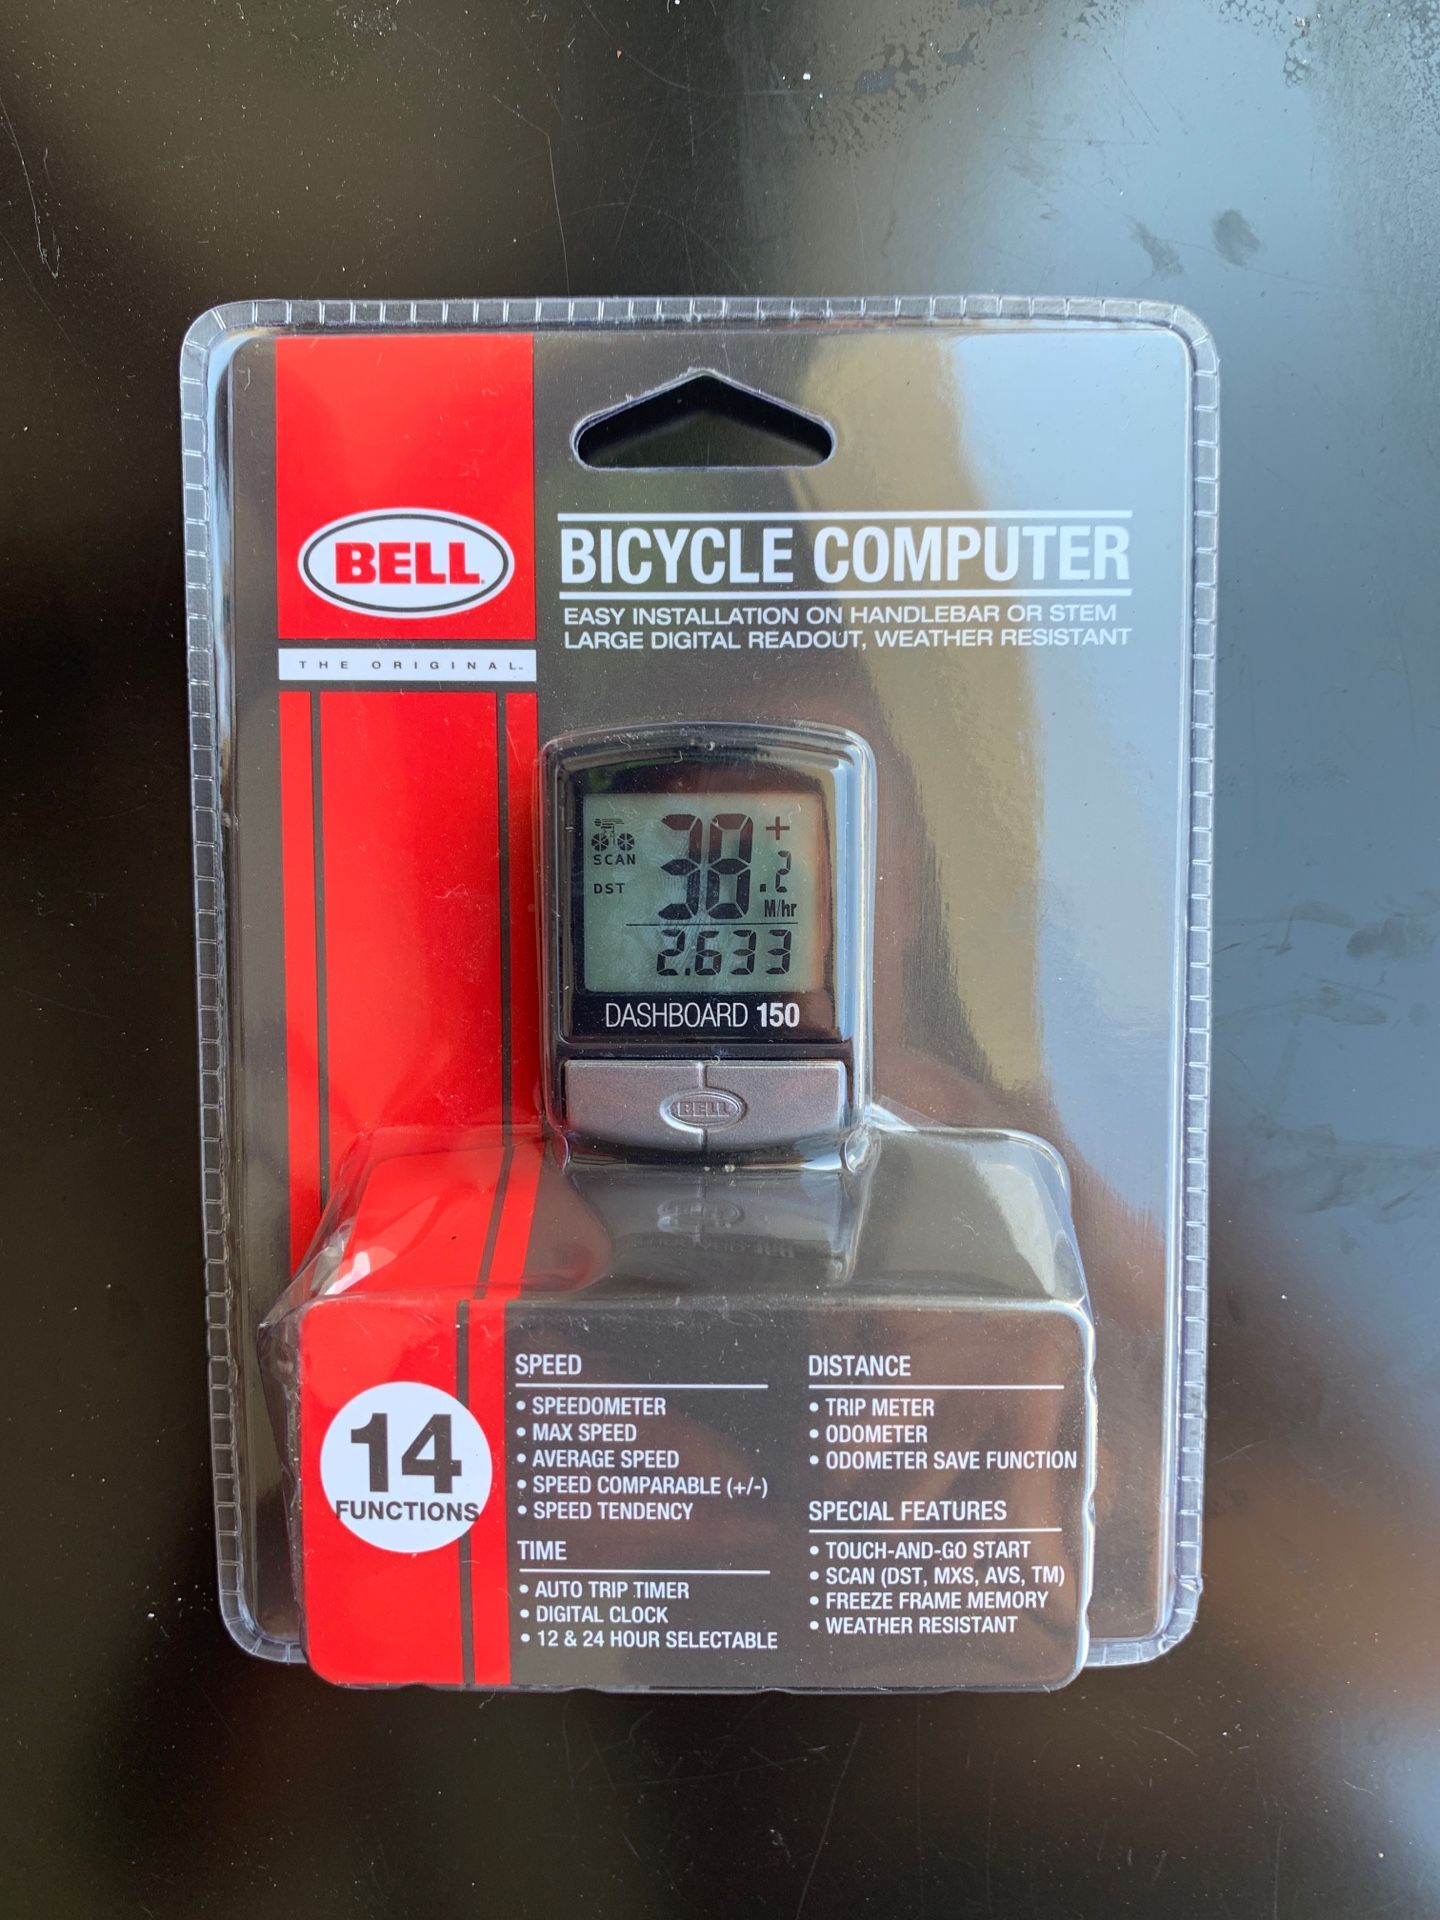 BELL
THE ORIGINAL™
BICYCLE COMPUTER
EASY INSTALLATION ON HANDLEBAR OR STEM
LARGE DIGITAL READOUT, WEATHER RESISTANT
38.2 +
SCAN
DST
M/hr
2.633
DASHBOARD 150
BELL
14
FUNCTIONS
SPEED
• SPEEDOMETER
• MAX SPEED
• AVERAGE SPEED
• SPEED COMPARABLE (+/-)
• SPEED TENDENCY
TIME
• AUTO TRIP TIMER
• DIGITAL CLOCK
• 12 & 24 HOUR SELECTABLE
DISTANCE
• TRIP METER
• ODOMETER
• ODOMETER SAVE FUNCTION
SPECIAL FEATURES
• TOUCH-AND-GO START
• SCAN (DST, MXS, AVS, TM)
• FREEZE FRAME MEMORY
• WEATHER RESISTANT